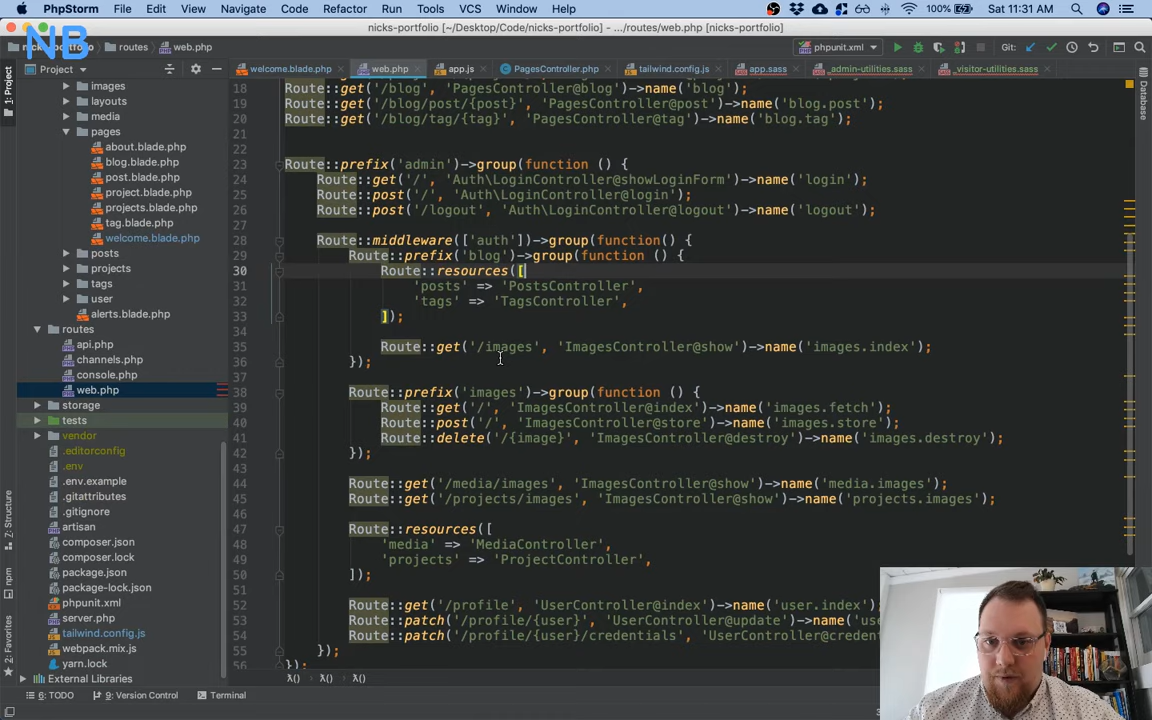 PhpStorm File Edit View Navigate Code Refactor Run Tools VCS Window Help 100% Sat 11:31 AM
nicks-portfolio [~/Desktop/Code/nicks-portfolio] - .../routes/web.php [nicks-portfolio]
NB
routes web.php phpunit.xml Git:
Project welcome.blade.php web.php app.js PagesController.php tailwind.config.js app.sass _admin-utilities.sass _visitor-utilities.sass
1: Project
Database
7: Structure
npm
2: Favorites
images
layouts
media
pages
about.blade.php
blog.blade.php
post.blade.php
project.blade.php
projects.blade.php
tag.blade.php
welcome.blade.php
posts
projects
tags
user
alerts.blade.php
routes
api.php
channels.php
console.php
web.php
storage
tests
vendor
.editorconfig
.env
.env.example
.gitattributes
.gitignore
artisan
composer.json
composer.lock
package.json
package-lock.json
phpunit.xml
server.php
tailwind.config.js
webpack.mix.js
yarn.lock
External Libraries
18 Route::get('/blog', 'PagesController@blog')->name('blog');
19 Route::get('/blog/post/{post}', 'PagesController@post')->name('blog.post');
20 Route::get('/blog/tag/{tag}', 'PagesController@tag')->name('blog.tag');
21
22
23 Route::prefix('admin')->group(function () {
24 Route::get('/', 'Auth\LoginController@showLoginForm')->name('login');
25 Route::post('/', 'Auth\LoginController@login');
26 Route::post('/logout', 'Auth\LoginController@logout')->name('logout');
27
28 Route::middleware(['auth'])->group(function() {
29 Route::prefix('blog')->group(function () {
30 Route::resources([
31 'posts' => 'PostsController',
32 'tags' => 'TagsController',
33 ]);
34
35 Route::get('/images', 'ImagesController@show')->name('images.index');
36 });
37
38 Route::prefix('images')->group(function () {
39 Route::get('/', 'ImagesController@index')->name('images.fetch');
40 Route::post('/', 'ImagesController@store')->name('images.store');
41 Route::delete('/{image}', 'ImagesController@destroy')->name('images.destroy');
42 });
43
44 Route::get('/media/images', 'ImagesController@show')->name('media.images');
45 Route::get('/projects/images', 'ImagesController@show')->name('projects.images');
46
47 Route::resources([
48 'media' => 'MediaController',
49 'projects' => 'ProjectController',
50 ]);
51
52 Route::get('/profile', 'UserController@index')->name('user.index');
53 Route::patch('/profile/{user}', 'UserController@update')->name('use
54 Route::patch('/profile/{user}/credentials', 'UserController@creden
55 });
56 });
λ() λ() λ()
6: TODO 9: Version Control Terminal